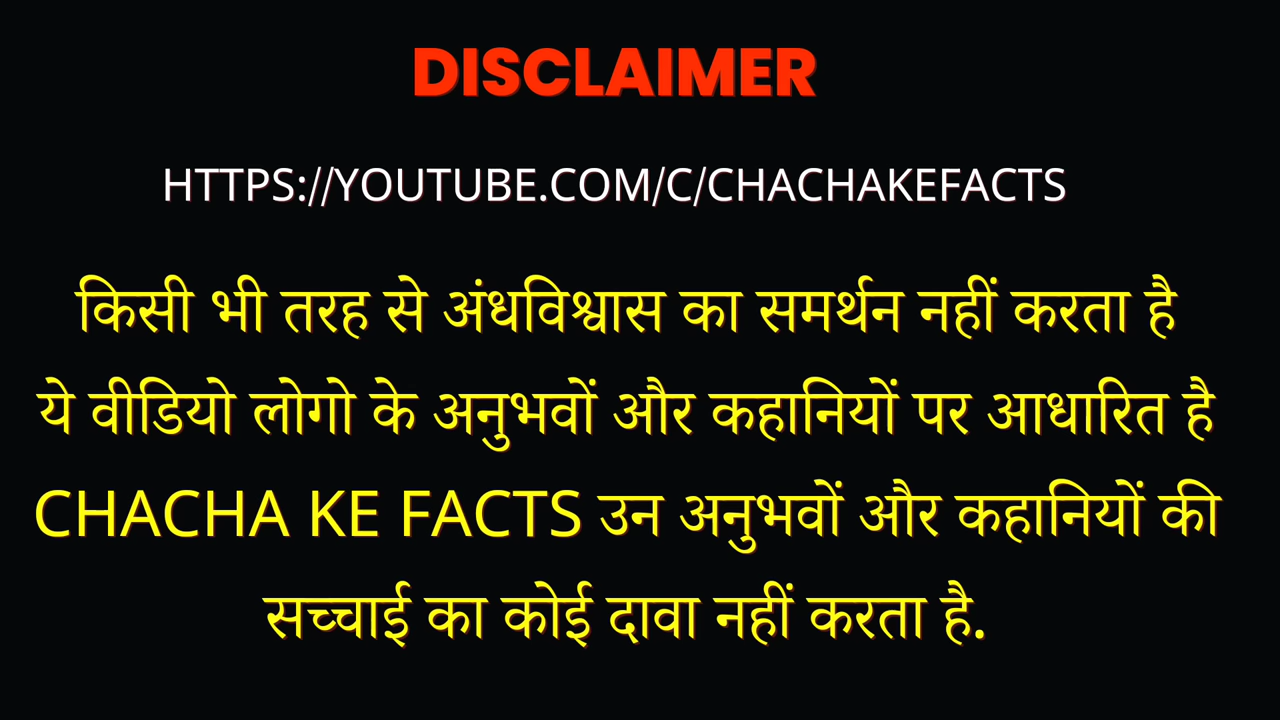 DISCLAIMER
HTTPS://YOUTUBE.COM/C/CHACHAKEFACTS
किसी भी तरह से अंधविश्वास का समर्थन नहीं करता है
ये वीडियो लोगो के अनुभवों और कहानियों पर आधारित है
CHACHA KE FACTS उन अनुभवों और कहानियों की
सच्चाई का कोई दावा नहीं करता है.